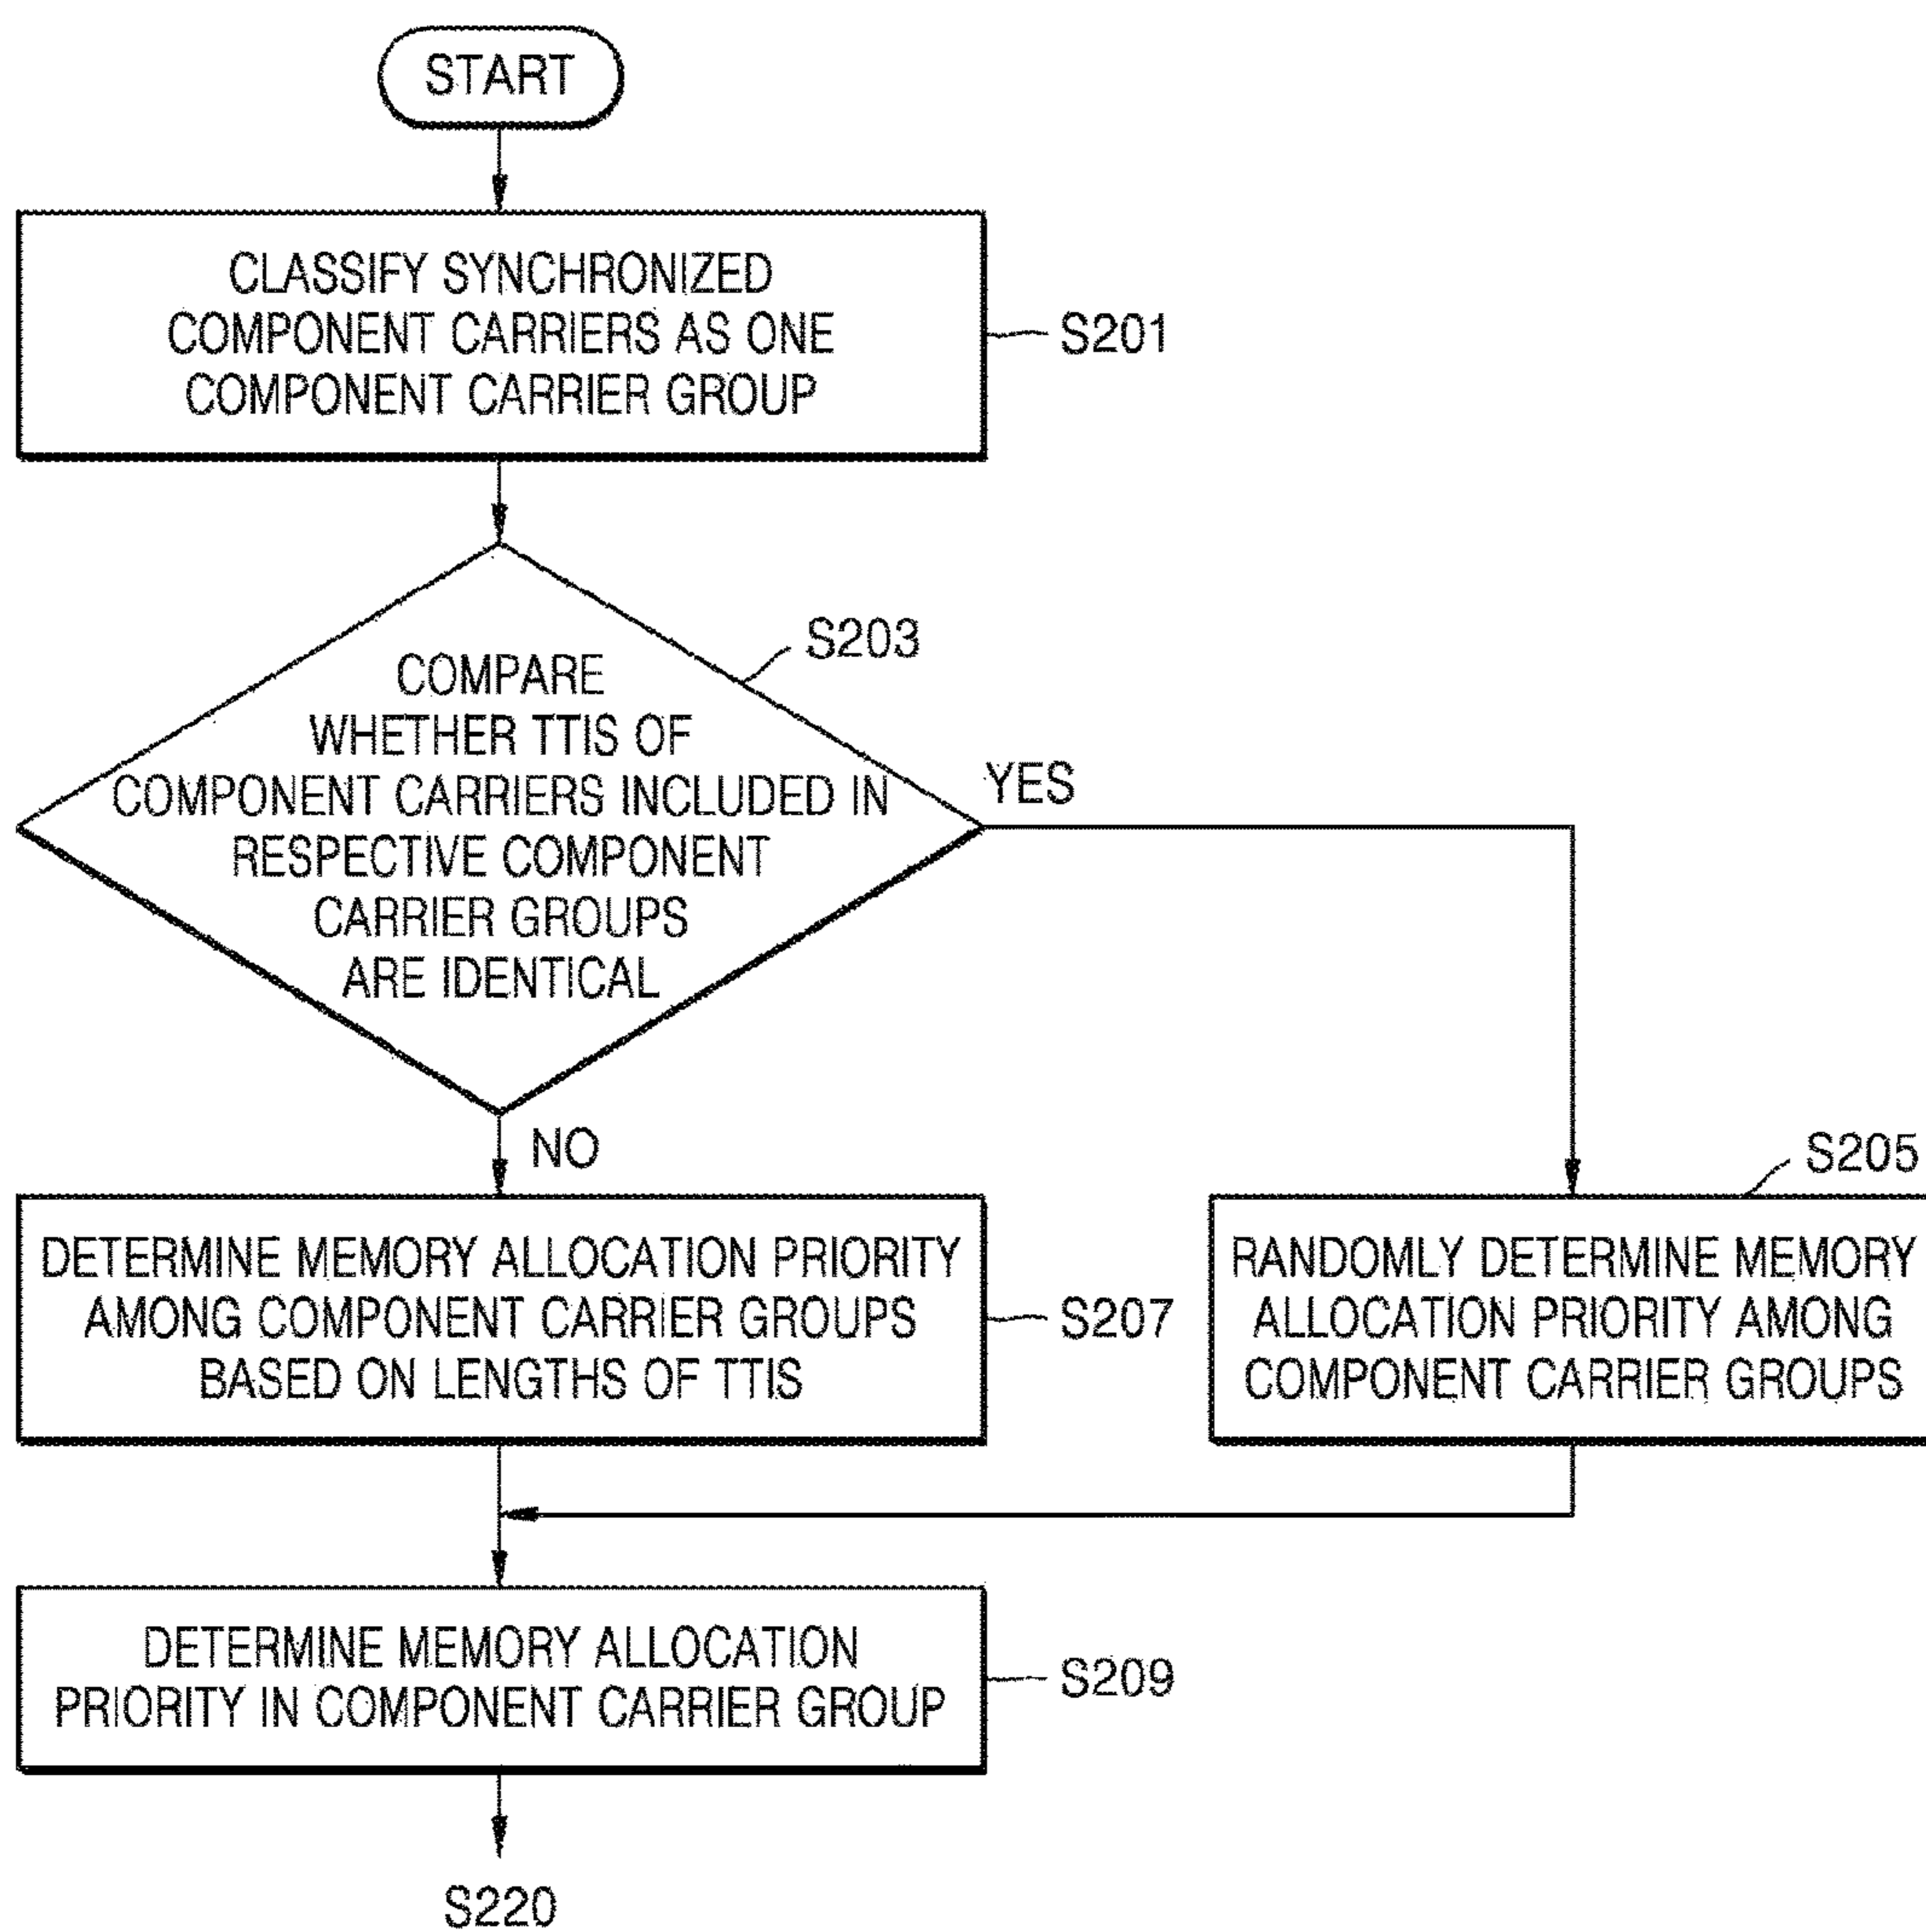 START
CLASSIFY SYNCHRONIZED
COMPONENT CARRIERS AS ONE
COMPONENT CARRIER GROUP
S201
S203
COMPARE
WHETHER TTIS OF
COMPONENT CARRIERS INCLUDED IN
RESPECTIVE COMPONENT
CARRIER GROUPS
ARE IDENTICAL
YES
NO
S205
DETERMINE MEMORY ALLOCATION PRIORITY
AMONG COMPONENT CARRIER GROUPS
BASED ON LENGTHS OF TTIS
S207
RANDOMLY DETERMINE MEMORY
ALLOCATION PRIORITY AMONG
COMPONENT CARRIER GROUPS
DETERMINE MEMORY ALLOCATION
PRIORITY IN COMPONENT CARRIER GROUP
S209
S220